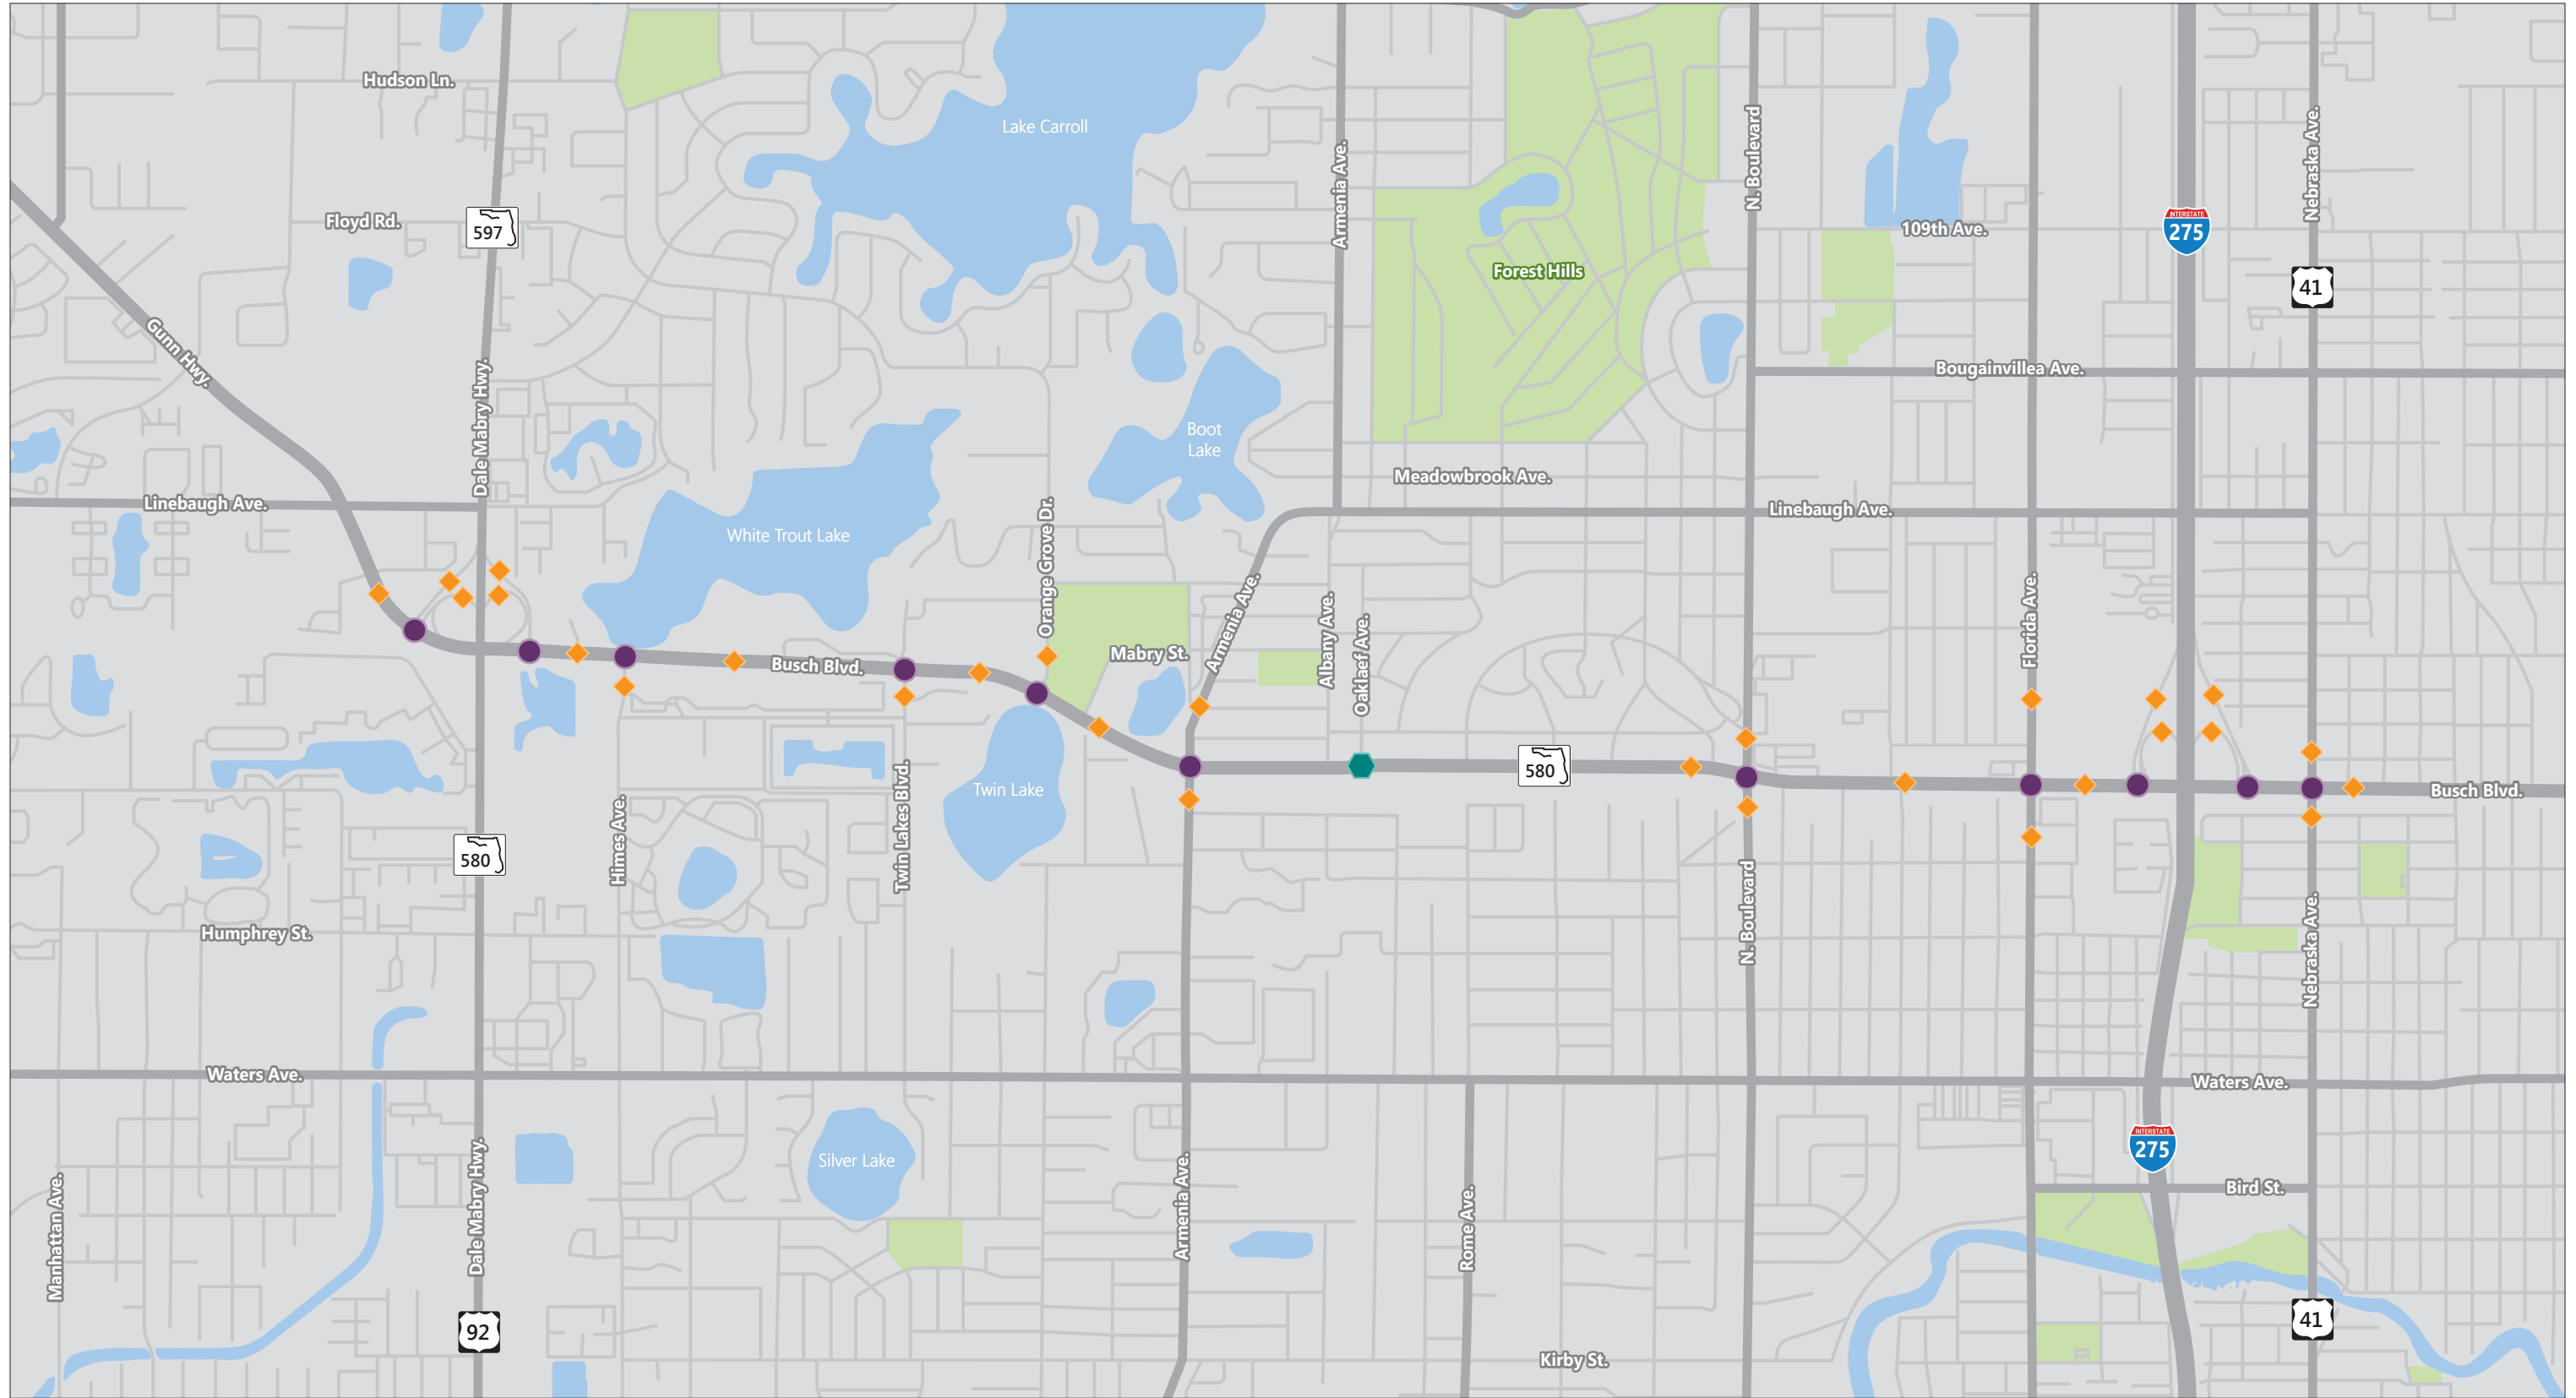 Hudson Ln.
Lake Carroll
Armenia Ave.
N. Boulevard
Nebraska Ave.
Floyd Rd.
597
109th Ave.
INTERSTATE
275
Forest Hills
41
Gunn Hwy.
Dale Mabry Hwy.
Bougainvillea Ave.
Boot
Lake
Meadowbrook Ave.
Linebaugh Ave.
Linebaugh Ave.
White Trout Lake
Orange Grove Dr.
Armenia Ave.
Albany Ave.
Oaklaef Ave.
Florida Ave.
Mabry St.
Busch Blvd.
580
Twin Lake
Busch Blvd.
580
Himes Ave.
Twin Lakes Blvd.
N. Boulevard
Nebraska Ave.
Humphrey St.
Waters Ave.
Waters Ave.
INTERSTATE
275
Silver Lake
Bird St.
Manhattan Ave.
Dale Mabry Hwy.
Armenia Ave.
Rome Ave.
92
41
Kirby St.